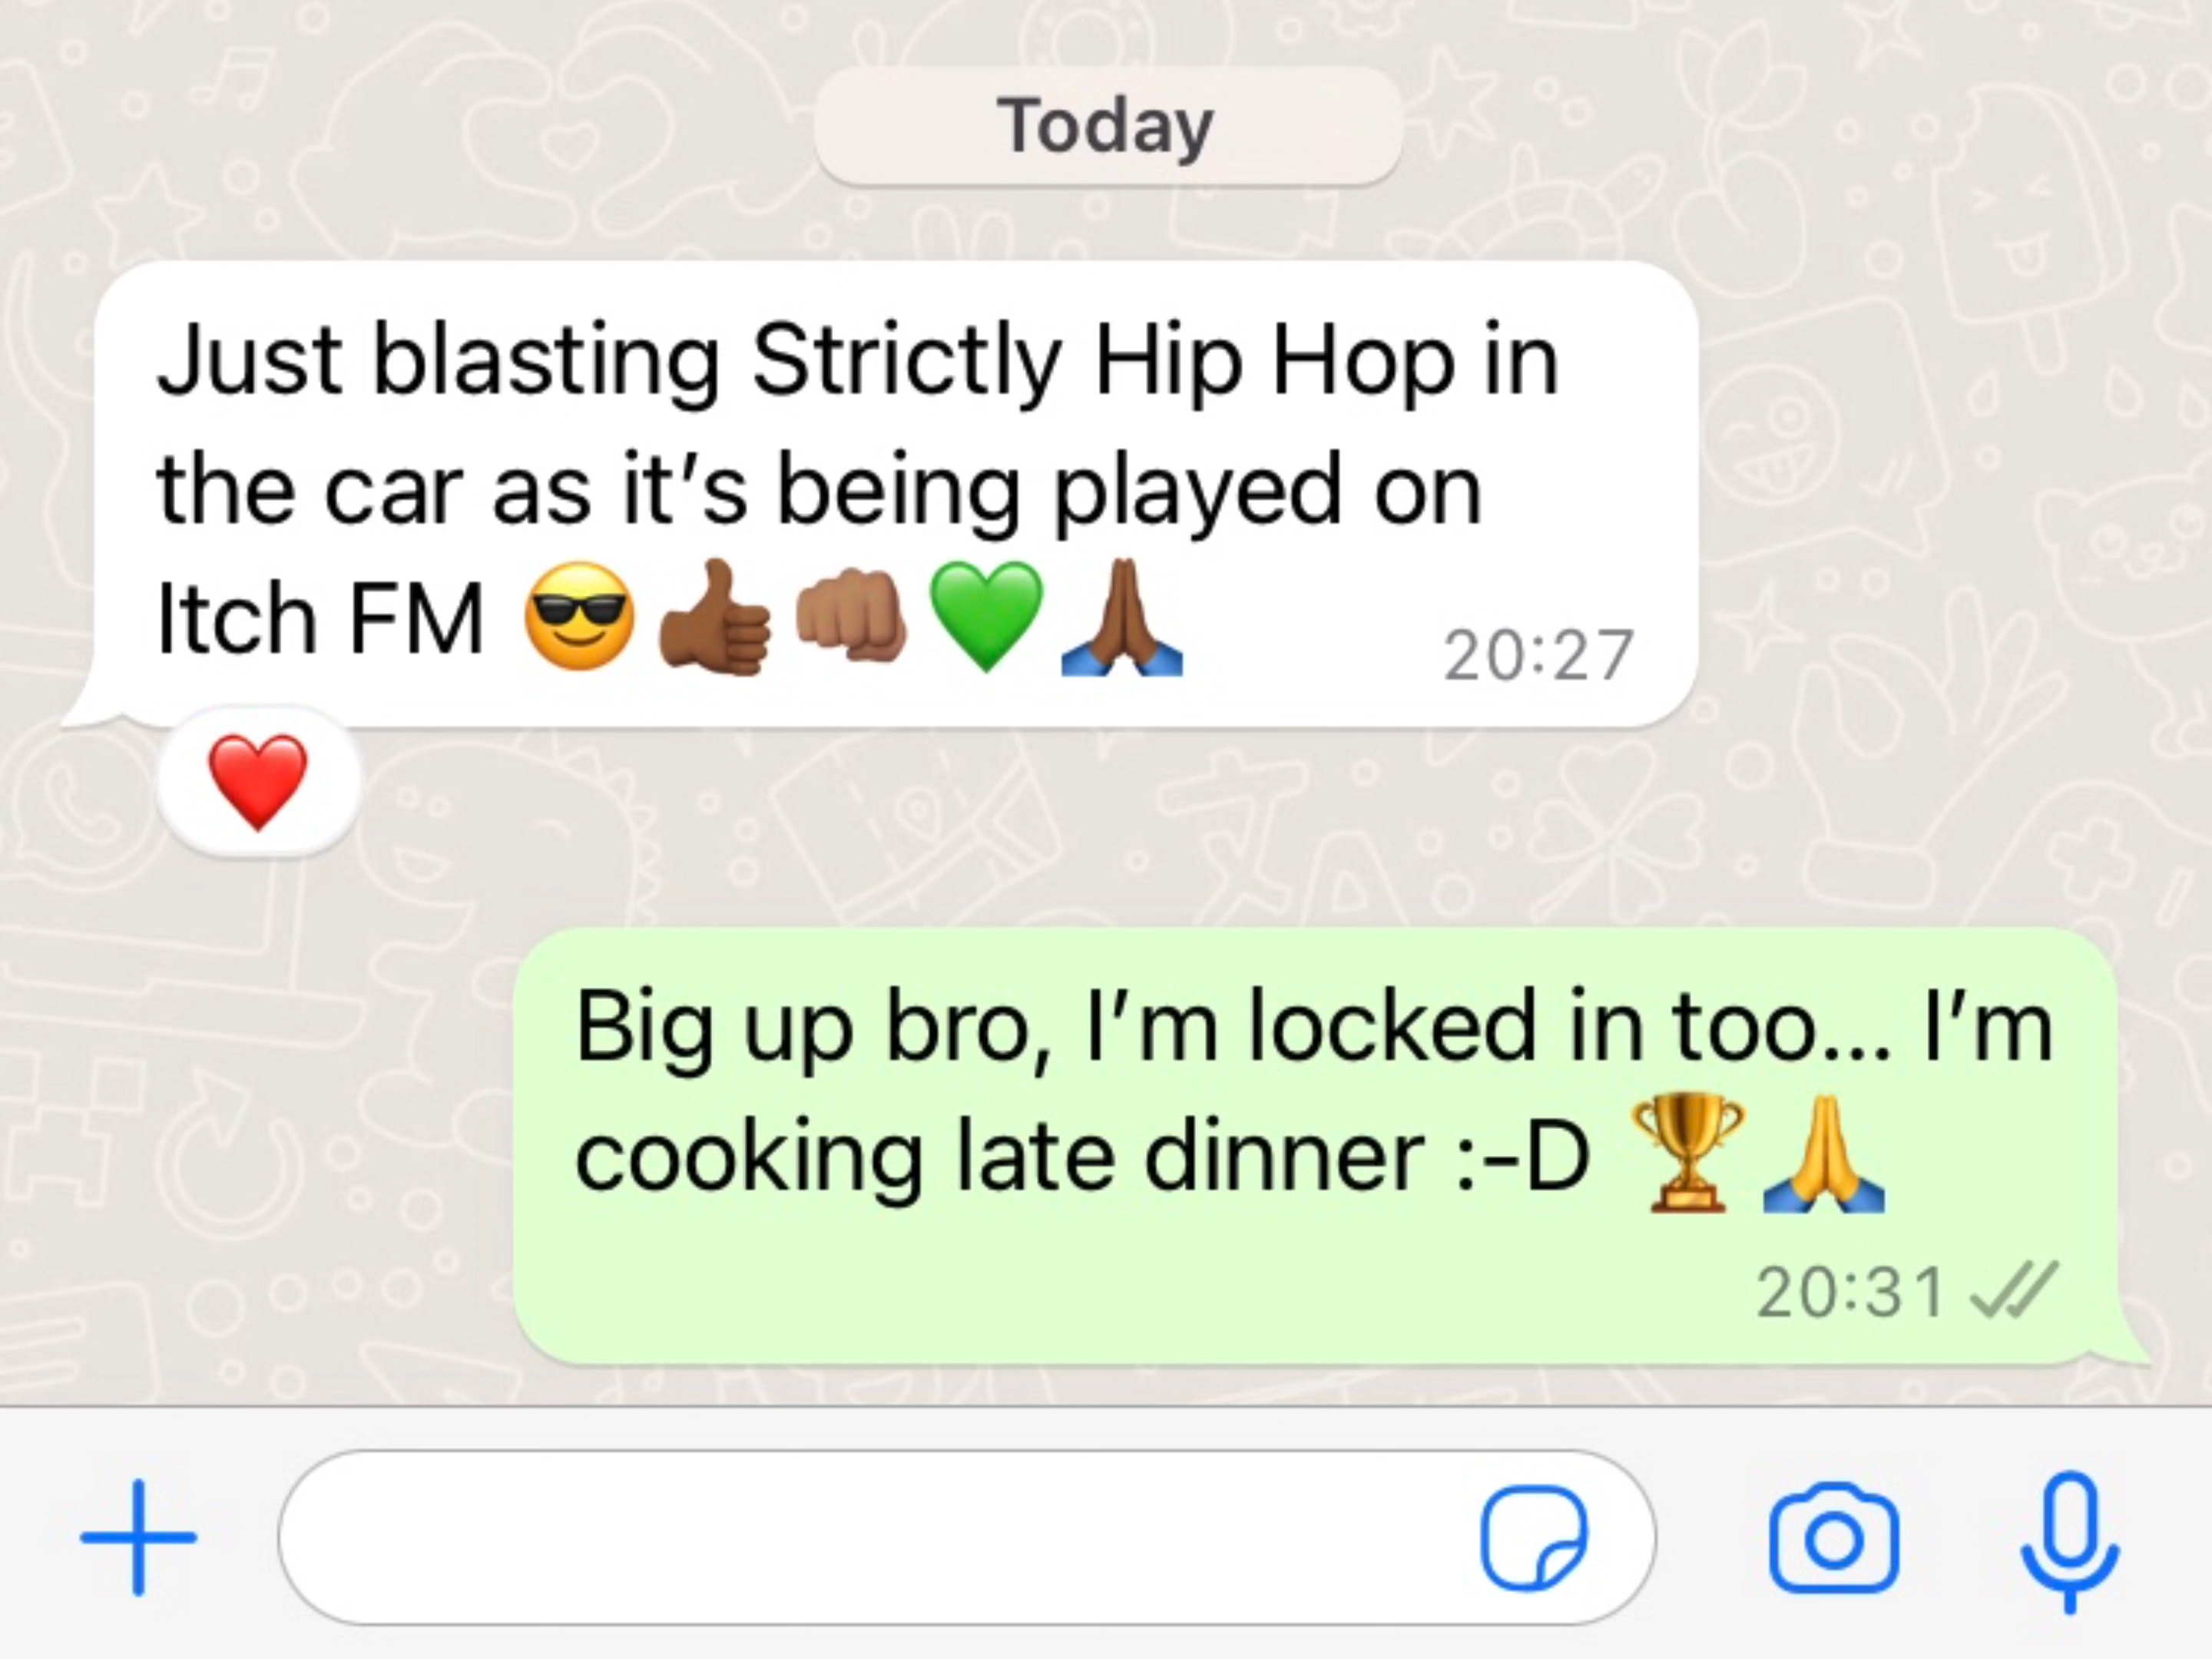 Today
Just blasting Strictly Hip Hop in
the car as it’s being played on
Itch FM 😎👍🏾👊🏽💚🙏🏾
20:27
❤️
Big up bro, I’m locked in too... I’m
cooking late dinner :-D 🏆🙏
20:31